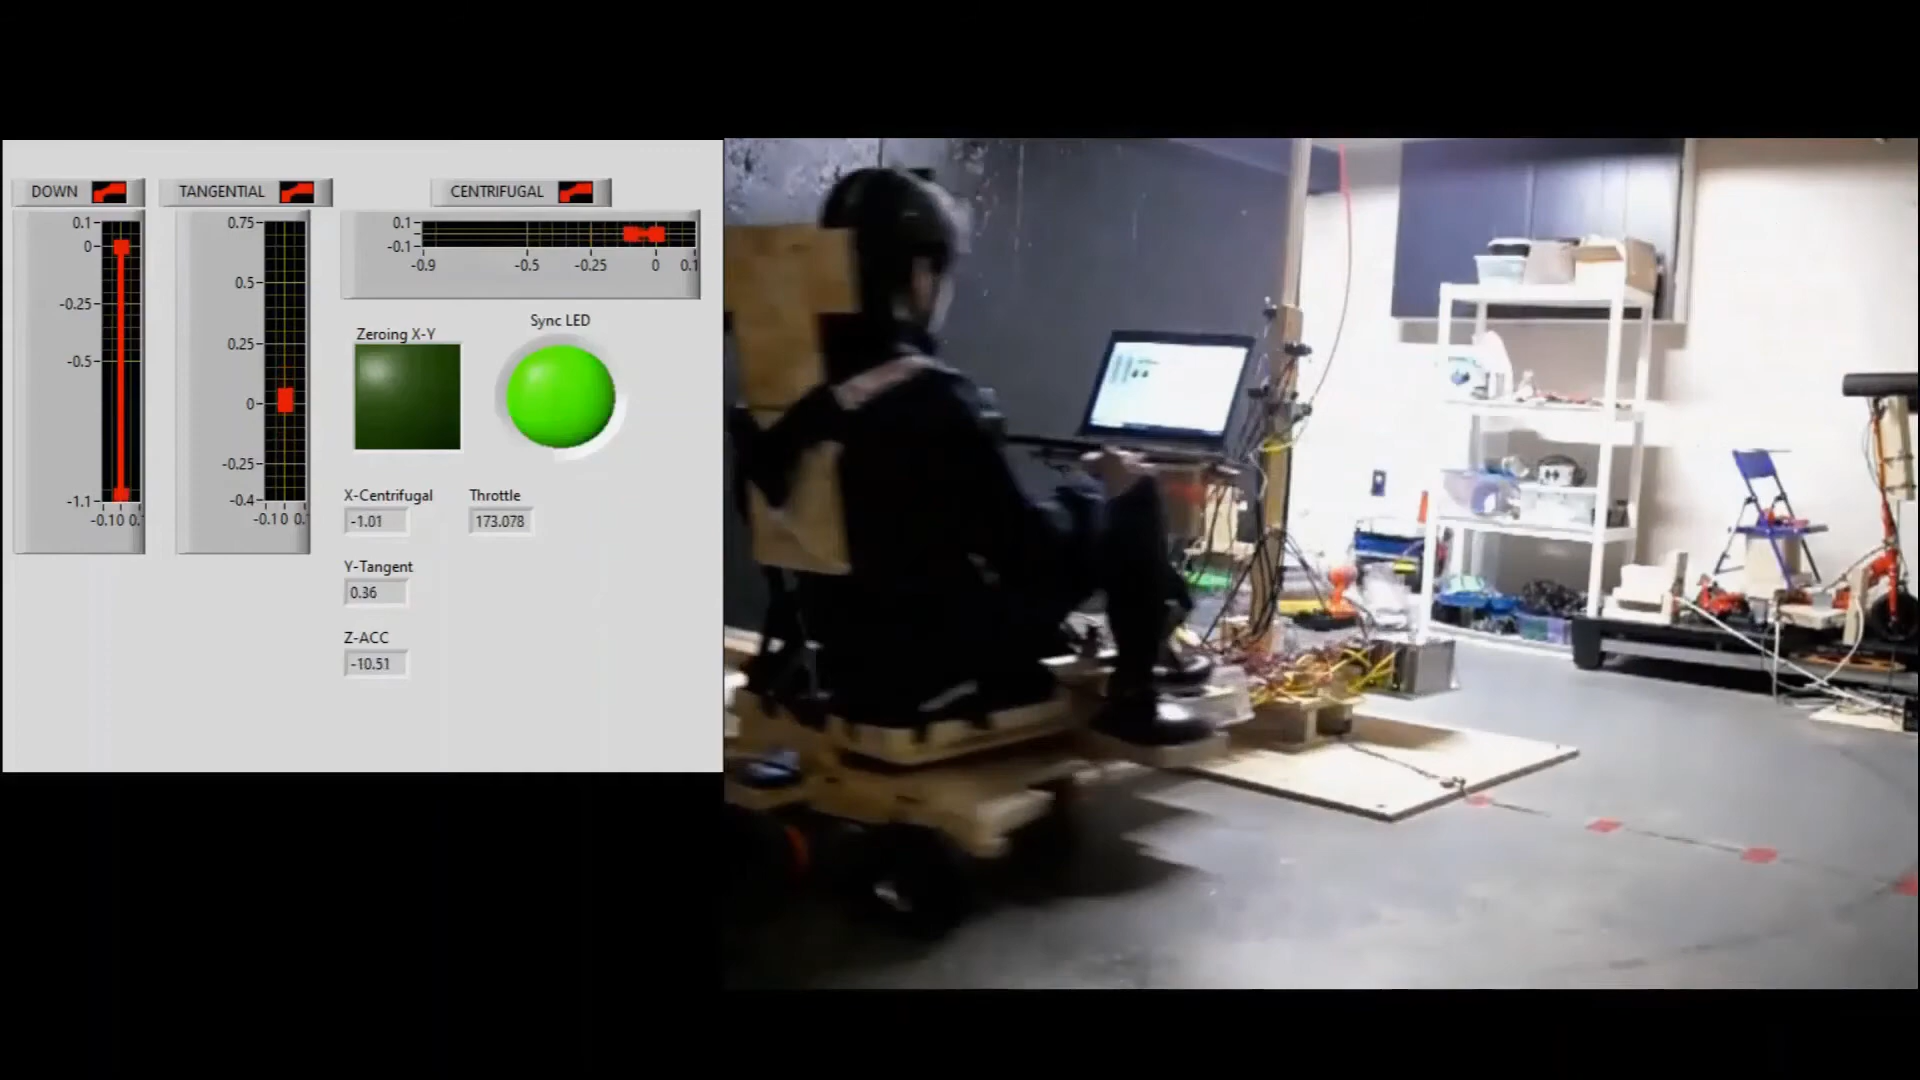 DOWN
TANGENTIAL
CENTRIFUGAL
0.1
0
-0.25
-0.5
-1.1
-0.10 0.
0.75
0.5
0.25
0
-0.25
-0.4
-0.10 0.
0.1
-0.1
-0.9 -0.5 -0.25 0 0.1
Zeroing X-Y
Sync LED
X-Centrifugal
Throttle
-1.01
173.078
Y-Tangent
0.36
Z-ACC
-10.51